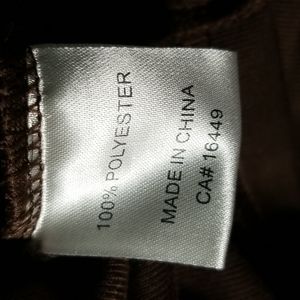 100% POLYESTER
MADE IN CHINA
CA# 16449